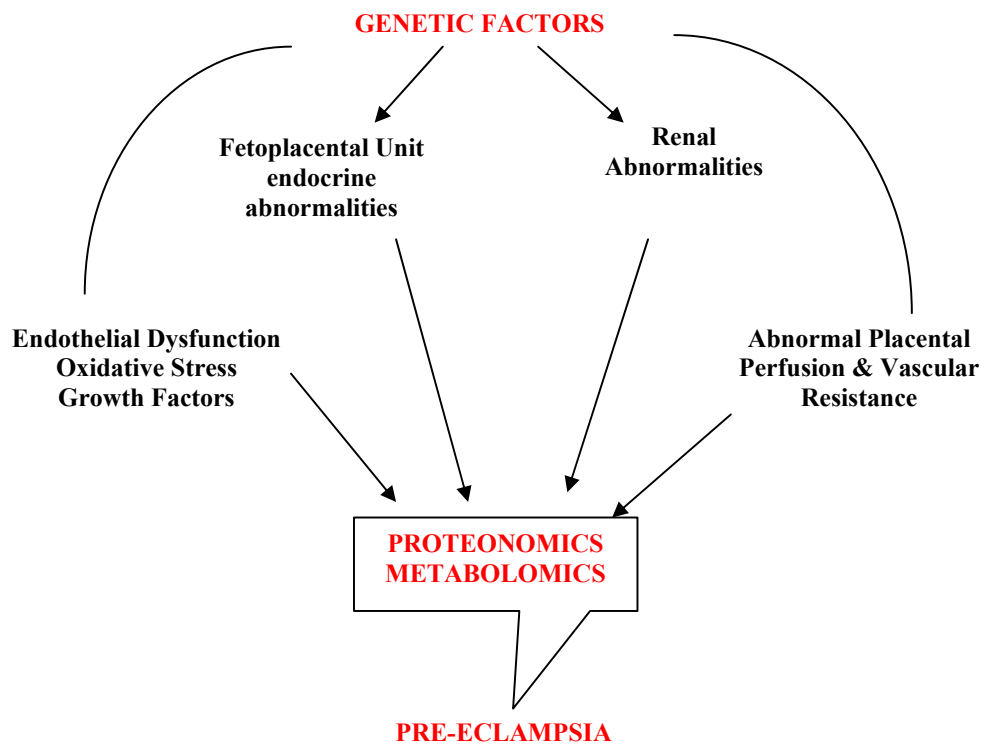 GENETIC FACTORS
Fetoplacental Unit
endocrine
abnormalities
Renal
Abnormalities
Endothelial Dysfunction
Oxidative Stress
Growth Factors
Abnormal Placental
Perfusion & Vascular
Resistance
PROTEONOMICS
METABOLOMICS
PRE-ECLAMPSIA